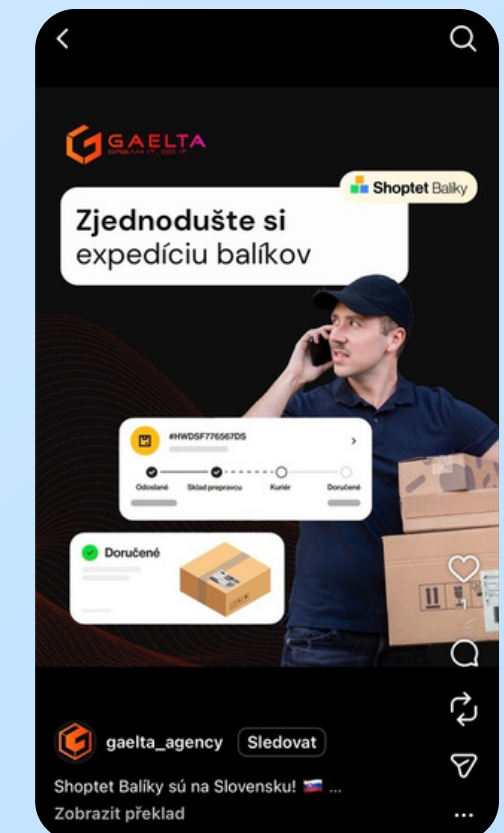 GAELTA
DREAM IT, DO IT
Shoptet Balíky
Zjednodušte si
expedíciu balíkov
#HWDSF776567DS
Odoslané
Sklad prepravcu
Kuriér
Doručené
Doručené
1
gaelta_agency
Sledovat
Shoptet Balíky sú na Slovensku! 🇸🇰 ...
Zobrazit překlad